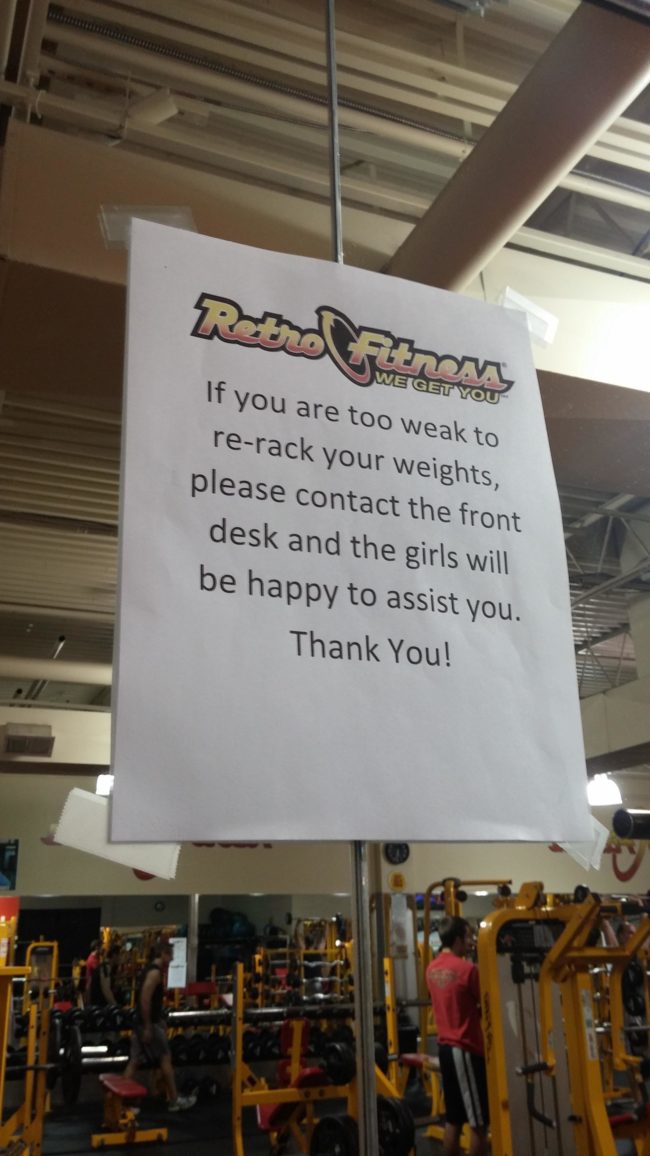 Retro Fitness®
WE GET YOU™
If you are too weak to
re-rack your weights,
please contact the front
desk and the girls will
be happy to assist you.
Thank You!